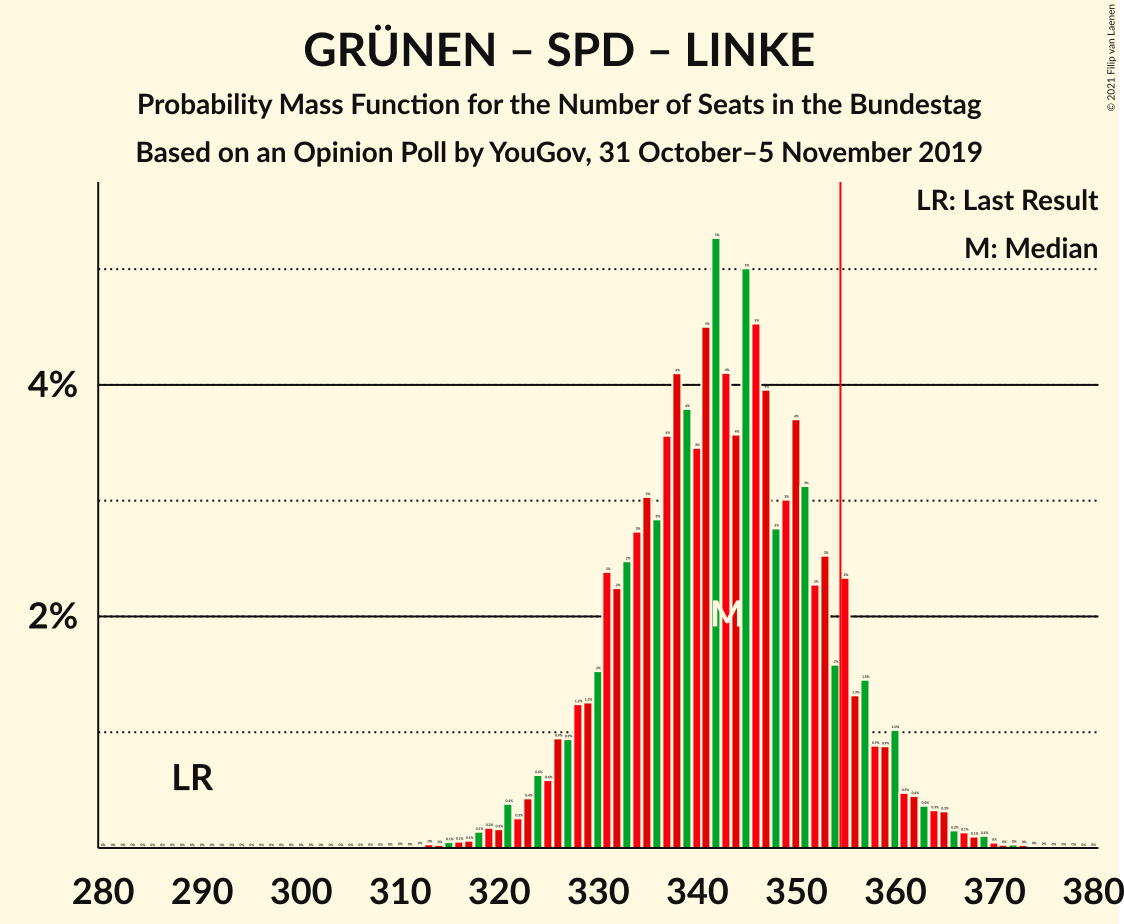 GRÜNEN – SPD – LINKE
Probability Mass Function for the Number of Seats in the Bundestag
Based on an Opinion Poll by YouGov, 31 October–5 November 2019
© 2021 Filip van Laenen
LR: Last Result
M: Median
4%
2%
M
LR
280 290 300 310 320 330 340 350 360 370 380